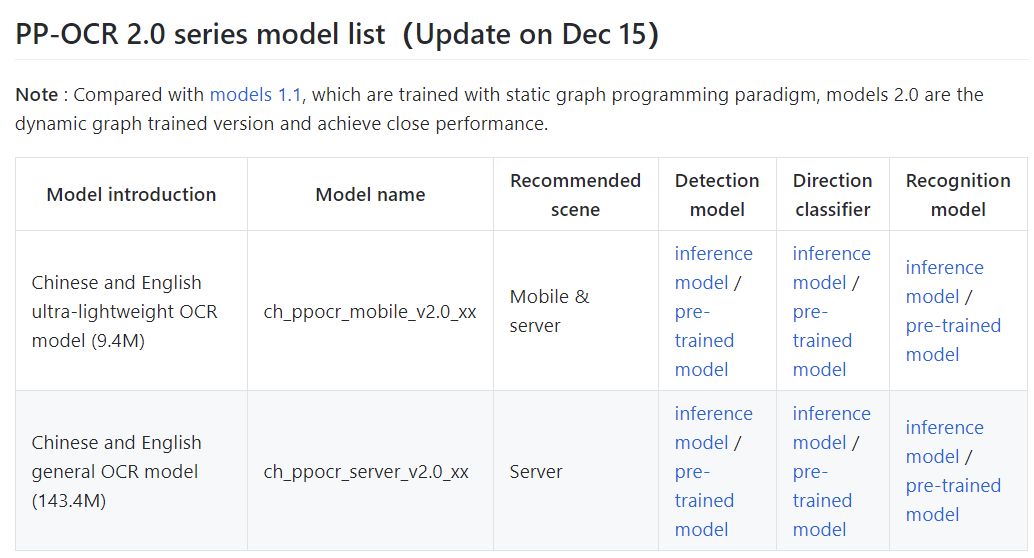 PP-OCR 2.0 series model list（Update on Dec 15）
Note : Compared with models 1.1, which are trained with static graph programming paradigm, models 2.0 are the
dynamic graph trained version and achieve close performance.
Model introduction
Model name
Recommended
scene
Detection
model
Direction
classifier
Recognition
model
Chinese and English
ultra-lightweight OCR
model (9.4M)
ch_ppocr_mobile_v2.0_xx
Mobile &
server
inference
model /
pre-
trained
model
inference
model /
pre-
trained
model
inference
model /
pre-trained
model
Chinese and English
general OCR model
(143.4M)
ch_ppocr_server_v2.0_xx
Server
inference
model /
pre-
trained
model
inference
model /
pre-
trained
model
inference
model /
pre-trained
model